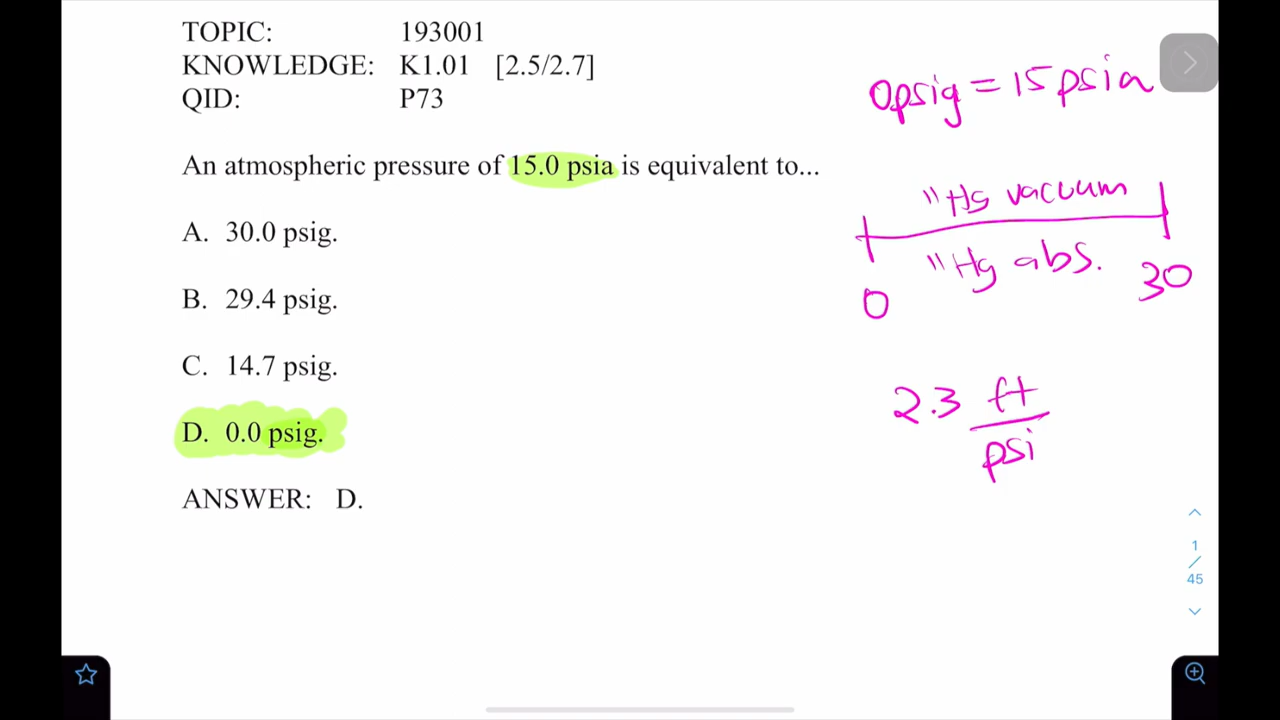 TOPIC: 193001
KNOWLEDGE: K1.01 [2.5/2.7]
QID: P73
An atmospheric pressure of 15.0 psia is equivalent to...
A. 30.0 psig.
B. 29.4 psig.
C. 14.7 psig.
D. 0.0 psig.
ANSWER: D.
0psig = 15psia
"Hg vacuum
"Hg abs.
0 30
2.3 ft
psi
1
/
45